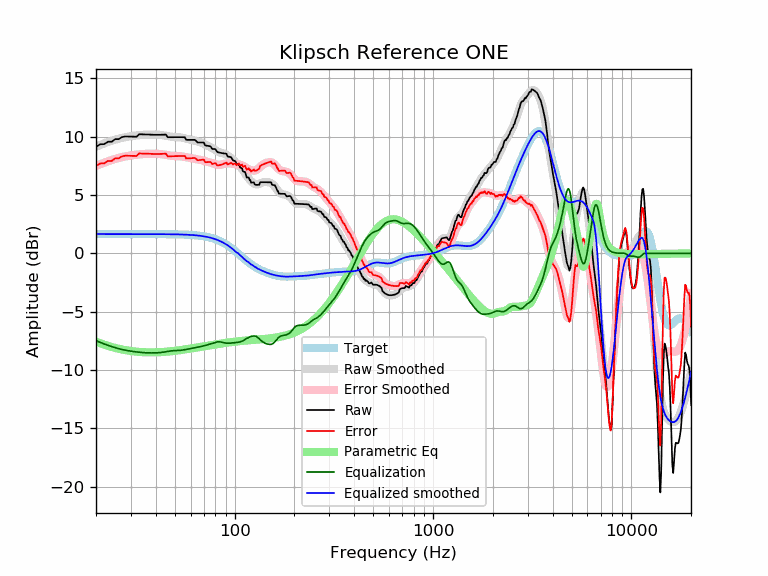 Klipsch Reference ONE
15
10
5
0
−5
−10
−15
−20
Amplitude (dBr)
Target
Raw Smoothed
Error Smoothed
Raw
Error
Parametric Eq
Equalization
Equalized smoothed
100
1000
10000
Frequency (Hz)